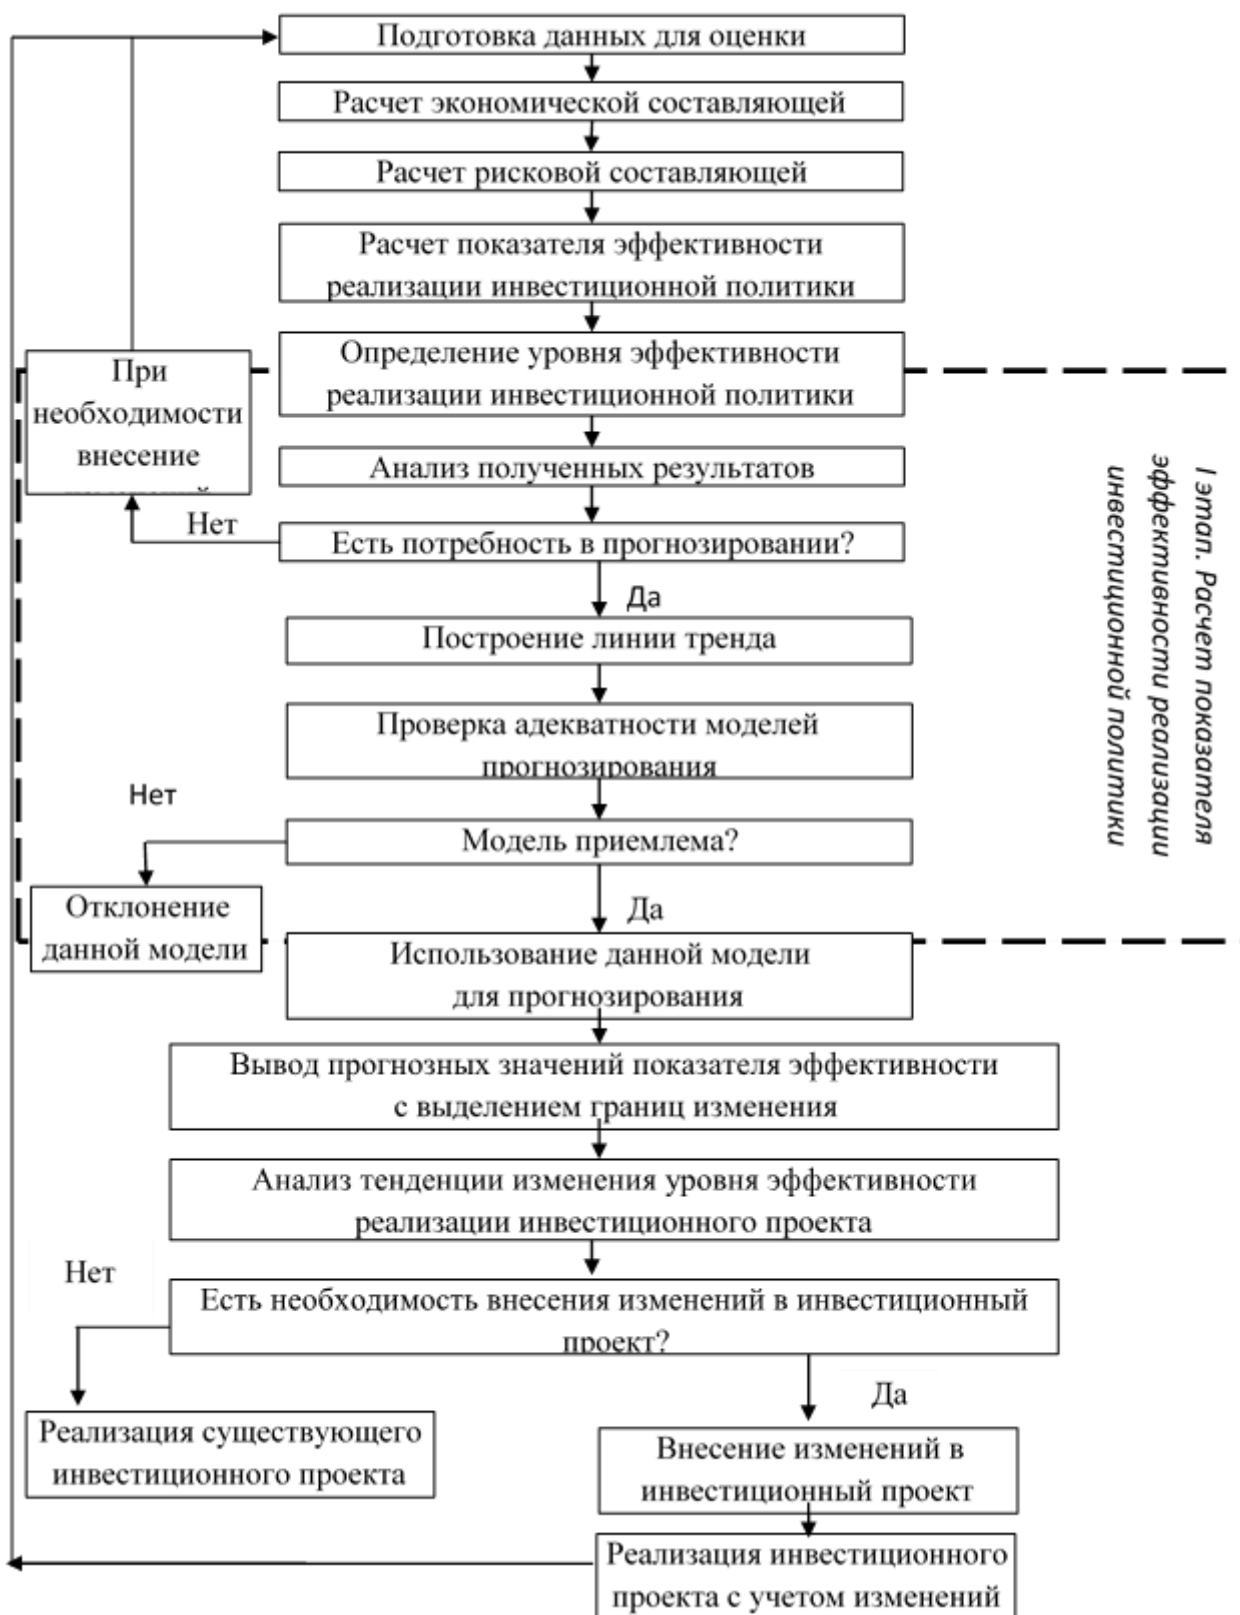 Подготовка данных для оценки
Расчет экономической составляющей
Расчет рисковой составляющей
Расчет показателя эффективности
реализации инвестиционной политики
Определение уровня эффективности
реализации инвестиционной политики
При
необходимости
внесение
Анализ полученных результатов
Нет
Есть потребность в прогнозировании?
Да
I этап. Расчет показателя
эффективности реализации
инвестиционной политики
Построение линии тренда
Проверка адекватности моделей
прогнозирования
Нет
Модель приемлема?
Да
Отклонение
данной модели
Использование данной модели
для прогнозирования
Вывод прогнозных значений показателя эффективности
с выделением границ изменения
Анализ тенденции изменения уровня эффективности
реализации инвестиционного проекта
Нет
Есть необходимость внесения изменений в инвестиционный
проект?
Да
Реализация существующего
инвестиционного проекта
Внесение изменений в
инвестиционный проект
Реализация инвестиционного
проекта с учетом изменений